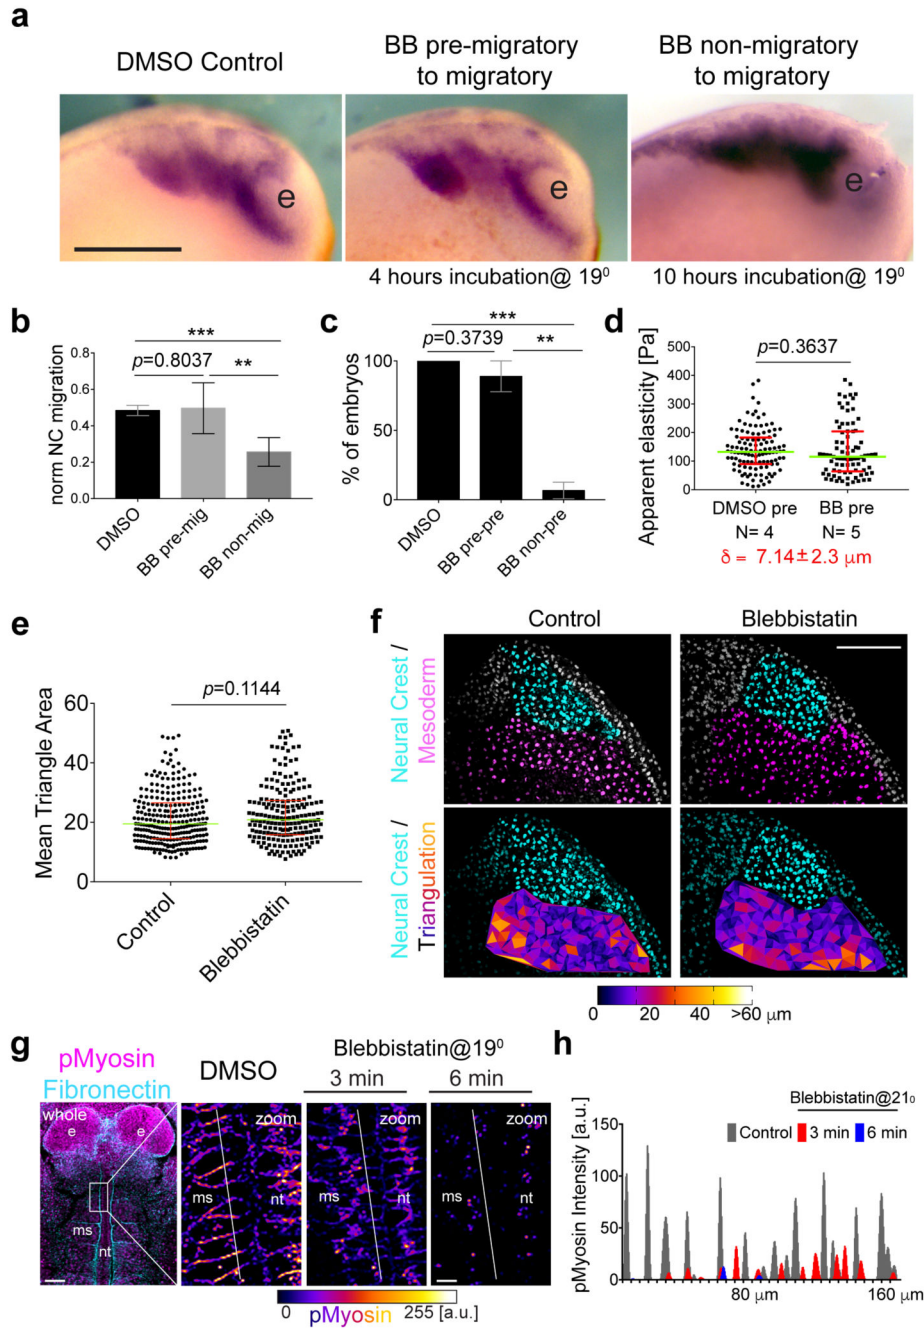 a
DMSO Control
BB pre-migratory
to migratory
BB non-migratory
to migratory
e
e
e
4 hours incubation@ 19⁰
10 hours incubation@ 19⁰
b
norm NC migration
***
p=0.8037
**
0.8
0.6
0.4
0.2
0.0
DMSO
BB pre-mig
BB non-mig
c
% of embryos
***
p=0.3739
**
100
50
0
DMSO
BB pre-pre
BB non-pre
d
Apparent elasticity [Pa]
p=0.3637
500
400
300
200
100
0
DMSO pre
BB pre
N= 4
N= 5
δ = 7.14±2.3 μm
e
Mean Triangle Area
p=0.1144
60
40
20
0
Control
Blebbistatin
f
Control
Blebbistatin
Neural Crest /
Mesoderm
Neural Crest /
Triangulation
0
20
40
>60 μm
g
pMyosin
Fibronectin
DMSO
Blebbistatin@19⁰
3 min
6 min
whole
e
e
ms
nt
zoom
ms
nt
zoom
ms
nt
zoom
ms
nt
0
pMyosin
255 [a.u.]
h
pMyosin Intensity [a.u.]
Blebbistatin@21₀
Control
3 min
6 min
150
100
50
0
80 μm
160 μm